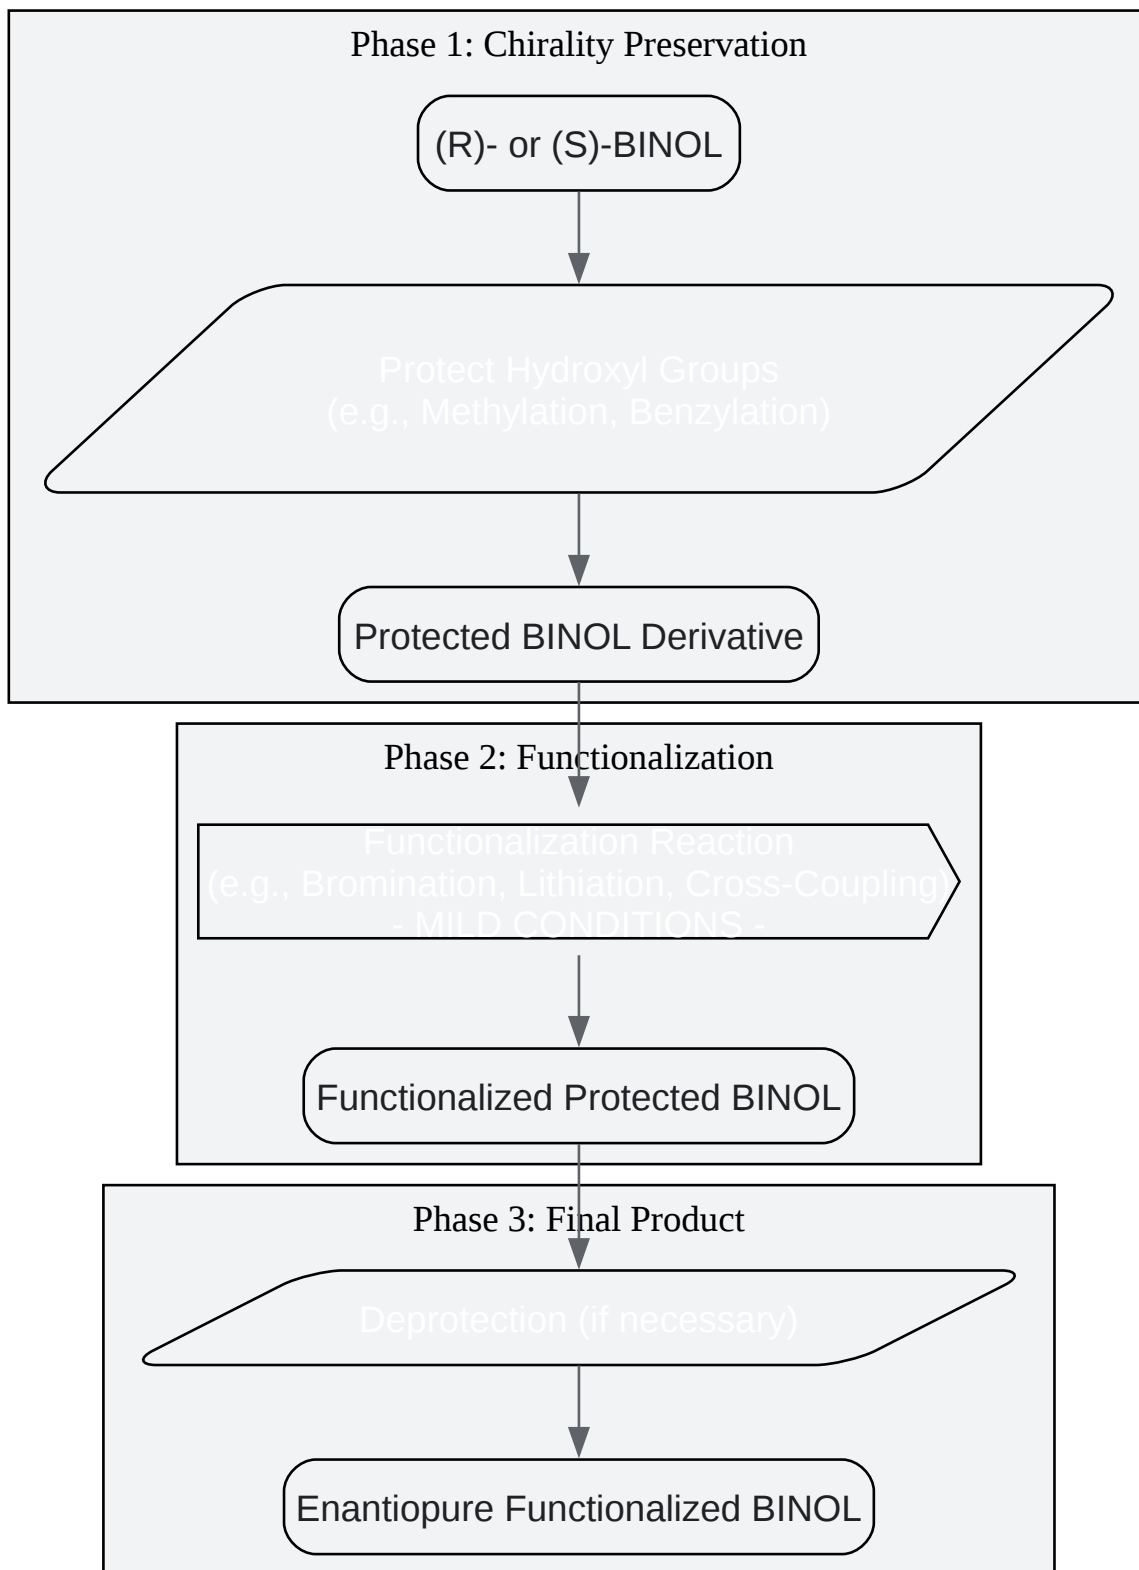 Phase 1: Chirality Preservation
(R)- or (S)-BINOL
Protect Hydroxyl Groups
(e.g., Methylation, Benzylation)
Protected BINOL Derivative
Phase 2: Functionalization
Functionalization Reaction
(e.g., Bromination, Lithiation, Cross-Coupling)
- MILD CONDITIONS -
Functionalized Protected BINOL
Phase 3: Final Product
Deprotection (if necessary)
Enantiopure Functionalized BINOL